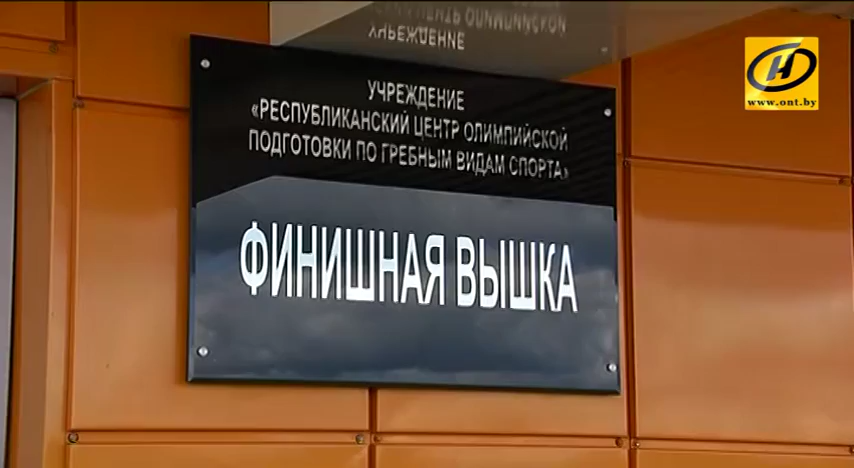 УЧРЕЖДЕНИЕ
«РЕСПУБЛИКАНСКИЙ ЦЕНТР ОЛИМПИЙСКОЙ
ПОДГОТОВКИ ПО ГРЕБНЫМ ВИДАМ СПОРТА»
ФИНИШНАЯ ВЫШКА
www.ont.by